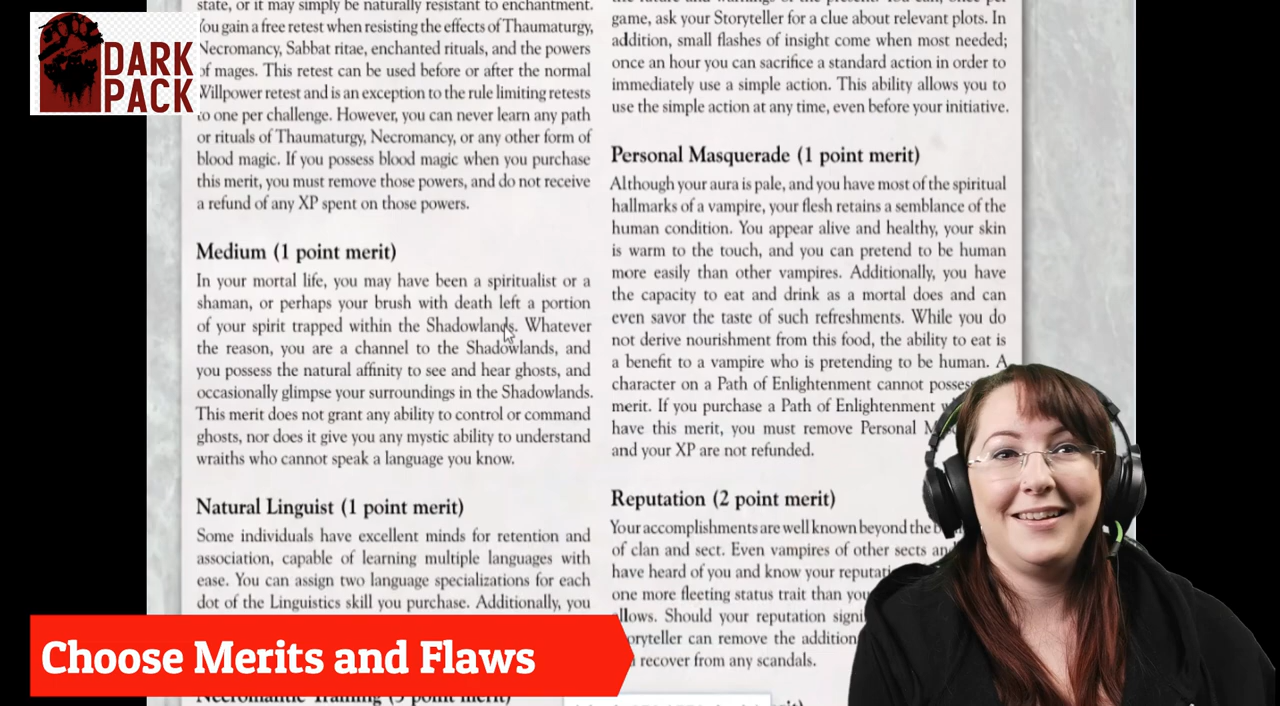 DARK
PACK
state, or it may simply be naturally resistant to enchantment.
You gain a free retest when resisting the effects of Thaumaturgy,
Necromancy, Sabbat ritae, enchanted rituals, and the powers
of mages. This retest can be used before or after the normal
Willpower retest and is an exception to the rule limiting retests
to one per challenge. However, you can never learn any path
or rituals of Thaumaturgy, Necromancy, or any other form of
blood magic. If you possess blood magic when you purchase
this merit, you must remove those powers, and do not receive
a refund of any XP spent on those powers.
Medium (1 point merit)
In your mortal life, you may have been a spiritualist or a
shaman, or perhaps your brush with death left a portion
of your spirit trapped within the Shadowlands. Whatever
the reason, you are a channel to the Shadowlands, and
you possess the natural affinity to see and hear ghosts, and
occasionally glimpse your surroundings in the Shadowlands.
This merit does not grant any ability to control or command
ghosts, nor does it give you any mystic ability to understand
wraiths who cannot speak a language you know.
Natural Linguist (1 point merit)
Some individuals have excellent minds for retention and
association, capable of learning multiple languages with
ease. You can assign two language specializations for each
dot of the Linguistics skill you purchase. Additionally, you
game, ask your Storyteller for a clue about relevant plots. In
addition, small flashes of insight come when most needed;
once an hour you can sacrifice a standard action in order to
immediately use a simple action. This ability allows you to
use the simple action at any time, even before your initiative.
Personal Masquerade (1 point merit)
Although your aura is pale, and you have most of the spiritual
hallmarks of a vampire, your flesh retains a semblance of the
human condition. You appear alive and healthy, your skin
is warm to the touch, and you can pretend to be human
more easily than other vampires. Additionally, you have
the capacity to eat and drink as a mortal does and can
even savor the taste of such refreshments. While you do
not derive nourishment from this food, the ability to eat is
a benefit to a vampire who is pretending to be human. A
character on a Path of Enlightenment cannot
merit. If you purchase a Path of Enlightenment
have this merit, you must remove Personal
and your XP are not refunded.
Reputation (2 point merit)
Your accomplishments are well known beyond the
of clan and sect. Even vampires of other sects
have heard of you and know your
one more fleeting status trait than
allows. Should your reputation
can remove the
recover from any scandals.
Choose Merits and Flaws